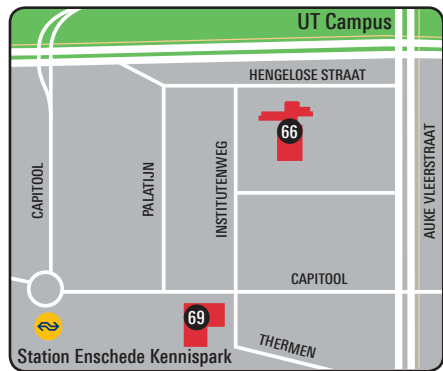 UT Campus
HENGELOSE STRAAT
66
CAPITOOL
PALATIJN
INSTITUTENWEG
AUKE VLEERSTRAAT
CAPITOOL
69
THERMEN
Station Enschede Kennispark